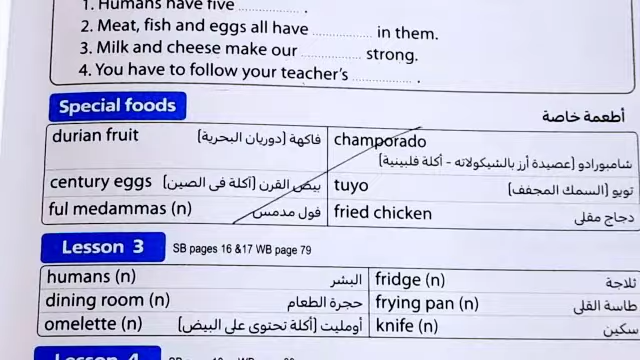 1. Humans have five ............ .
2. Meat, fish and eggs all have ............ in them.
3. Milk and cheese make our ............ strong.
4. You have to follow your teacher's ............ .
Special foods أطعمة خاصة
durian fruit فاكهة [دوريان البحرية] champorado
شامبورادو [عصيدة أرز بالشيكولاته - أكلة فلبينية]
century eggs بيض القرن [أكلة فى الصين] tuyo تويو [السمك المجفف]
ful medammas (n) فول مدمس fried chicken دجاج مقلى
Lesson 3 SB pages 16 &17 WB page 79
humans (n) البشر fridge (n) ثلاجة
dining room (n) حجرة الطعام frying pan (n) طاسة القلى
omelette (n) أومليت [أكلة تحتوى على البيض] knife (n) سكين
Lesson 4